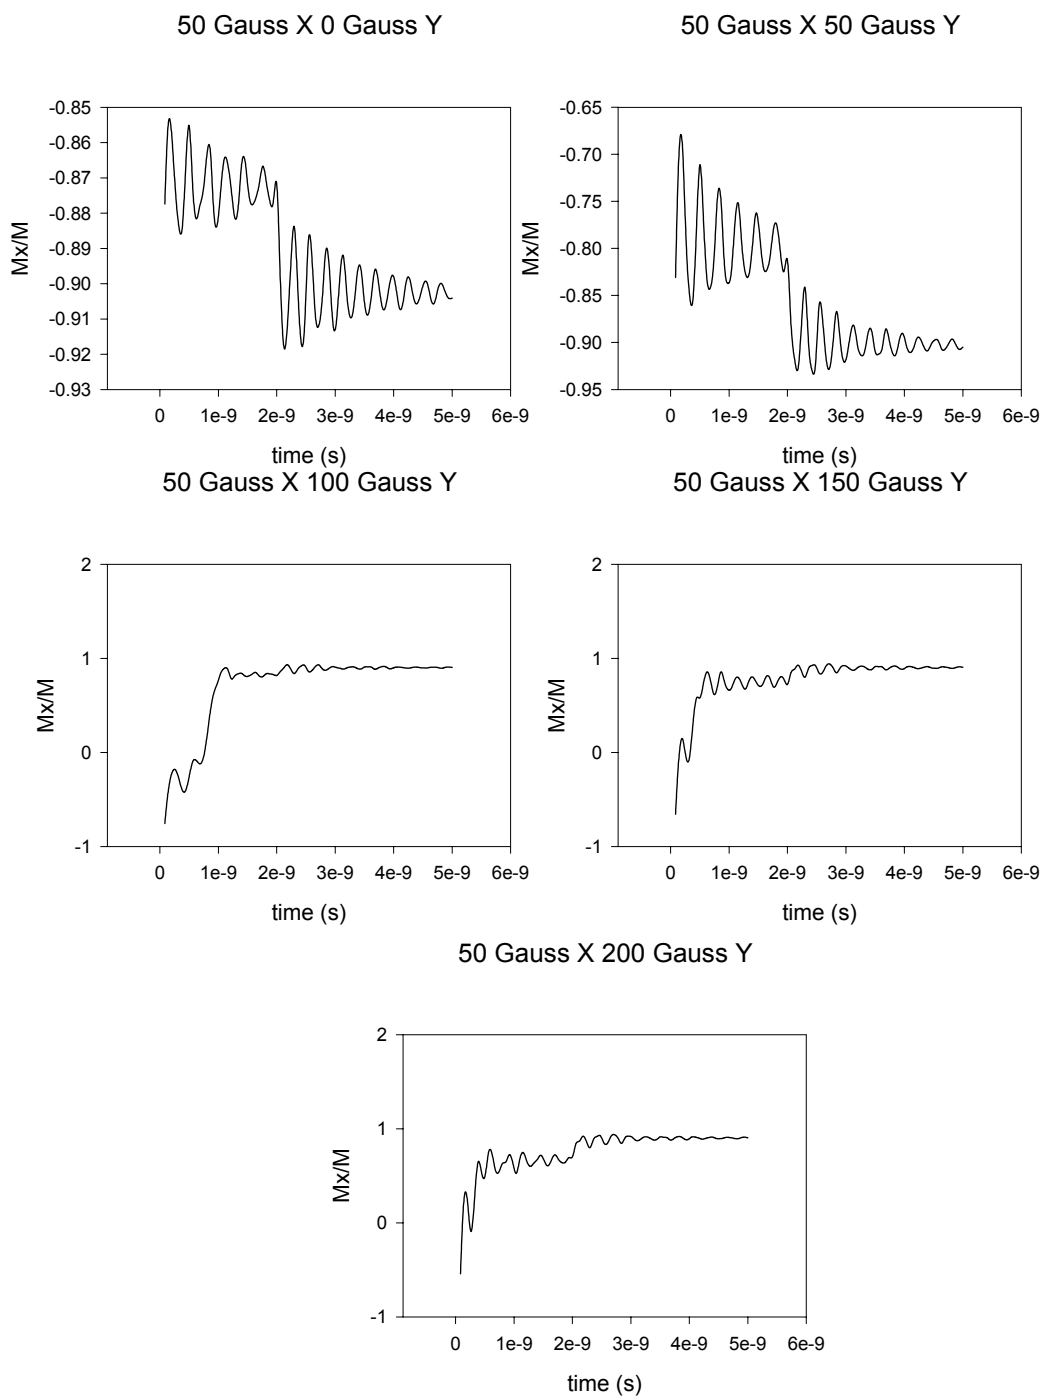 50 Gauss X 0 Gauss Y
Mx/M
-0.85
-0.86
-0.87
-0.88
-0.89
-0.90
-0.91
-0.92
-0.93
0 1e-9 2e-9 3e-9 4e-9 5e-9 6e-9
time (s)
50 Gauss X 50 Gauss Y
Mx/M
-0.65
-0.70
-0.75
-0.80
-0.85
-0.90
-0.95
0 1e-9 2e-9 3e-9 4e-9 5e-9 6e-9
time (s)
50 Gauss X 100 Gauss Y
Mx/M
2
1
0
-1
0 1e-9 2e-9 3e-9 4e-9 5e-9 6e-9
time (s)
50 Gauss X 150 Gauss Y
Mx/M
2
1
0
-1
0 1e-9 2e-9 3e-9 4e-9 5e-9 6e-9
time (s)
50 Gauss X 200 Gauss Y
Mx/M
2
1
0
-1
0 1e-9 2e-9 3e-9 4e-9 5e-9 6e-9
time (s)